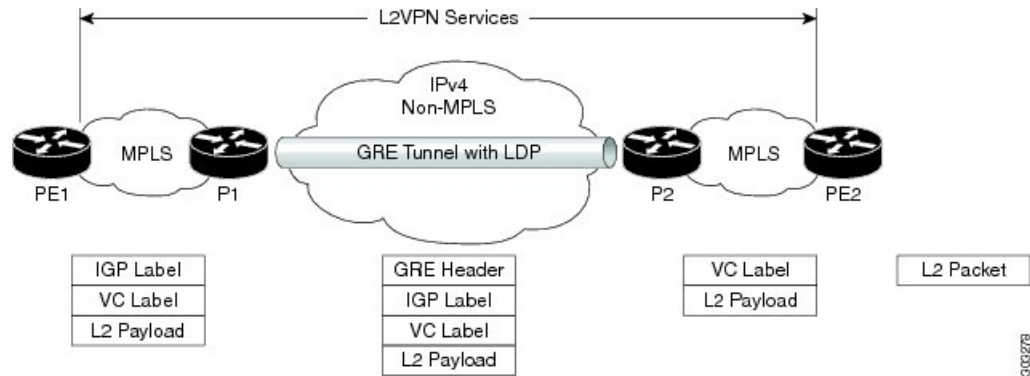 L2VPN Services
IPv4
Non-MPLS
MPLS
GRE Tunnel with LDP
MPLS
PE1
P1
P2
PE2
IGP Label
VC Label
L2 Payload
GRE Header
IGP Label
VC Label
L2 Payload
VC Label
L2 Payload
L2 Packet
303279